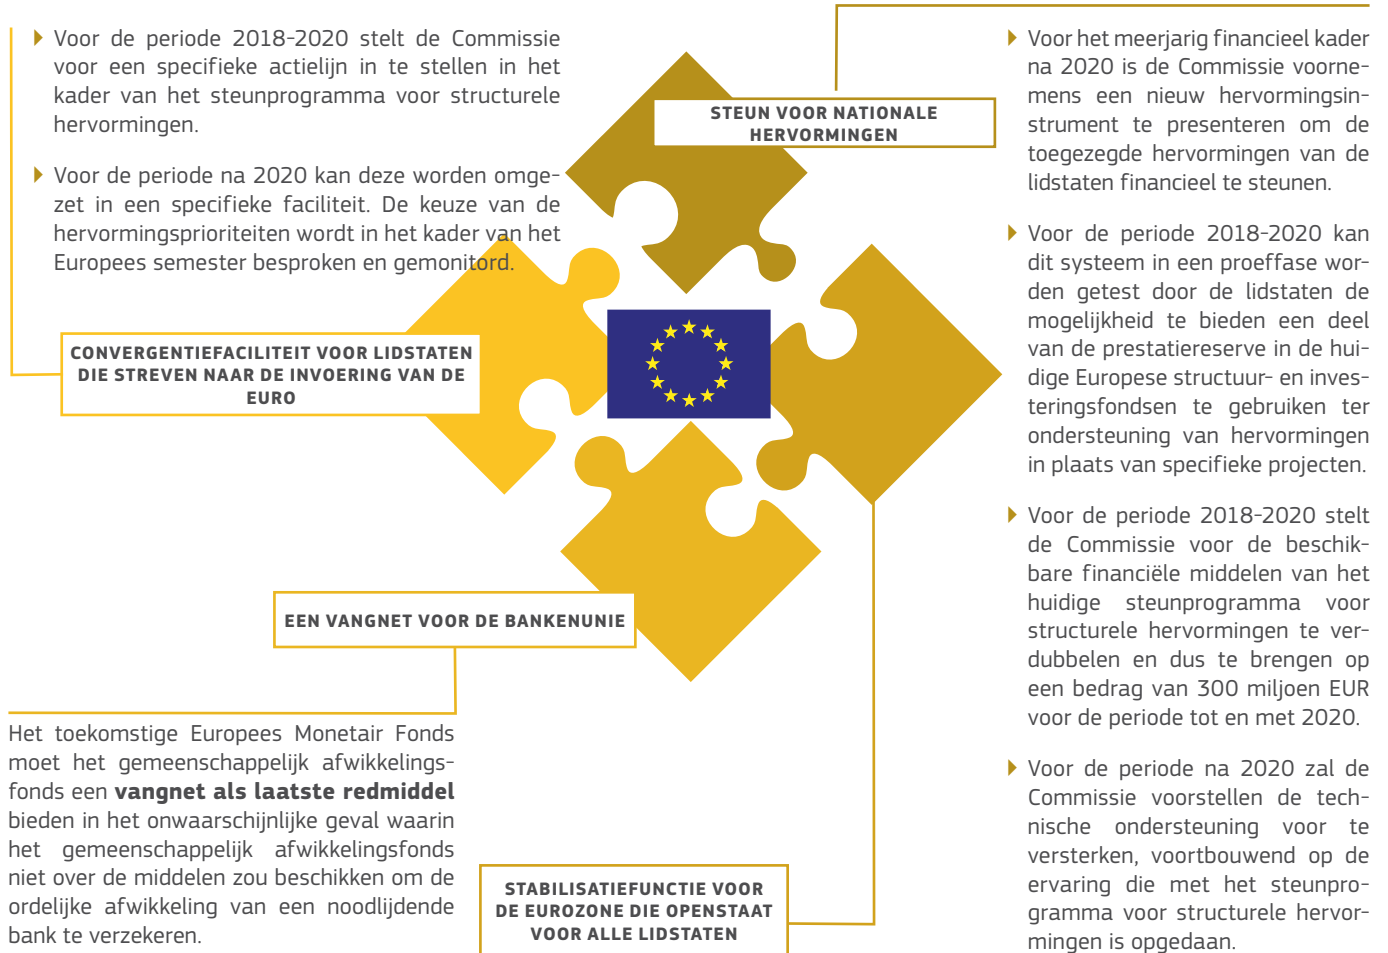 Voor de periode 2018-2020 stelt de Commissie
voor een specifieke actielijn in te stellen in het
kader van het steunprogramma voor structurele
hervormingen.
Voor de periode na 2020 kan deze worden omge-
zet in een specifieke faciliteit. De keuze van de
hervormingsprioriteiten wordt in het kader van het
Europees semester besproken en gemonitord.
CONVERGENTIEFACILITEIT VOOR LIDSTATEN
DIE STREVEN NAAR DE INVOERING VAN DE
EURO
STEUN VOOR NATIONALE
HERVORMINGEN
Voor het meerjarig financieel kader
na 2020 is de Commissie voorne-
mens een nieuw hervormingsin-
strument te presenteren om de
toegezegde hervormingen van de
lidstaten financieel te steunen.
Voor de periode 2018-2020 kan
dit systeem in een proeffase wor-
den getest door de lidstaten de
mogelijkheid te bieden een deel
van de prestatiereserve in de hui-
dige Europese structuur- en inves-
teringsfondsen te gebruiken ter
ondersteuning van hervormingen
in plaats van specifieke projecten.
Voor de periode 2018-2020 stelt
de Commissie voor de beschik-
bare financiële middelen van het
huidige steunprogramma voor
structurele hervormingen te ver-
dubbelen en dus te brengen op
een bedrag van 300 miljoen EUR
voor de periode tot en met 2020.
Voor de periode na 2020 zal de
Commissie voorstellen de tech-
nische ondersteuning voor te
versterken, voortbouwend op de
ervaring die met het steunpro-
gramma voor structurele hervor-
mingen is opgedaan.
EEN VANGNET VOOR DE BANKENUNIE
Het toekomstige Europees Monetair Fonds
moet het gemeenschappelijk afwikkelings-
fonds een vangnet als laatste redmiddel
bieden in het onwaarschijnlijke geval waarin
het gemeenschappelijk afwikkelingsfonds
niet over de middelen zou beschikken om de
ordelijke afwikkeling van een noodlijdende
bank te verzekeren.
STABILISATIEFUNCTIE VOOR
DE EUROZONE DIE OPENSTAAT
VOOR ALLE LIDSTATEN